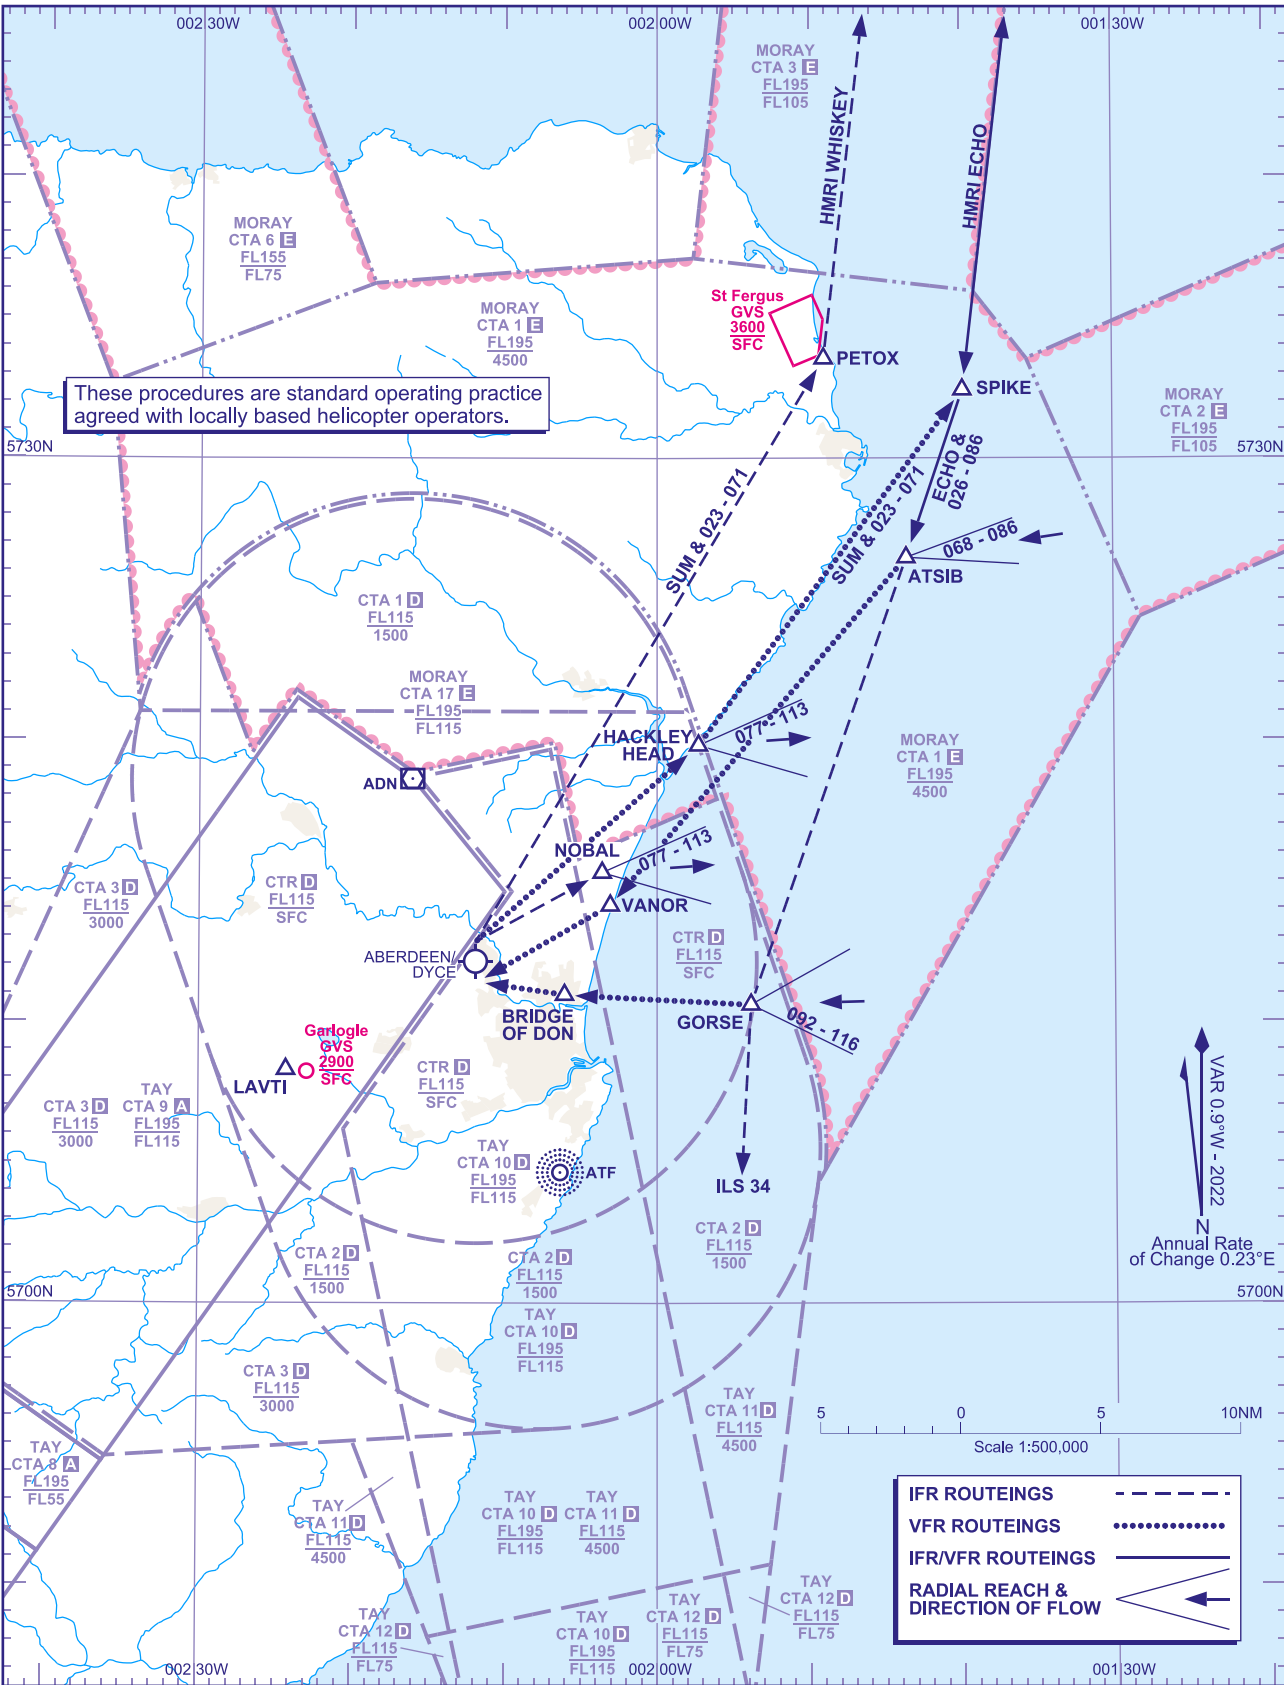 002 30W
002 00W
001 30W
MORAY
CTA 3 E
FL195
FL105
HMRI WHISKEY
HMRI ECHO
MORAY
CTA 6 E
FL155
FL75
St Fergus
GVS
3600
SFC
MORAY
CTA 1 E
FL195
4500
PETOX
SPIKE
These procedures are standard operating practice
agreed with locally based helicopter operators.
MORAY
CTA 2 E
FL195
FL105
5730N
5730N
ECHO &
026 - 086
SUM & 023 - 071
SUM & 023 - 071
068 - 086
ATSIB
CTA 1 D
FL115
1500
MORAY
CTA 17 E
FL195
FL115
HACKLEY
HEAD
077 - 113
MORAY
CTA 1 E
FL195
4500
ADN
NOBAL
077 - 113
CTA 3 D
FL115
3000
CTR D
FL115
SFC
VANOR
CTR D
FL115
SFC
ABERDEEN/
DYCE
BRIDGE
OF DON
GORSE
092 - 116
Garlogie
GVS
2900
SFC
LAVTI
CTR D
FL115
SFC
CTA 3 D
FL115
3000
TAY
CTA 9 A
FL195
FL115
VAR 0.9°W - 2022
N
Annual Rate
of Change 0.23°E
TAY
CTA 10 D
FL195
FL115
ATF
ILS 34
CTA 2 D
FL115
1500
CTA 2 D
FL115
1500
CTA 2 D
FL115
1500
5700N
5700N
TAY
CTA 10 D
FL195
FL115
CTA 3 D
FL115
3000
TAY
CTA 11 D
FL115
4500
5 0 5 10NM
Scale 1:500,000
TAY
CTA 8 A
FL195
FL55
TAY
CTA 11 D
FL115
4500
TAY
CTA 10 D
FL195
FL115
TAY
CTA 11 D
FL115
4500
IFR ROUTEINGS
VFR ROUTEINGS
IFR/VFR ROUTEINGS
RADIAL REACH &
DIRECTION OF FLOW
TAY
CTA 12 D
FL115
FL75
TAY
CTA 10 D
FL195
FL115
TAY
CTA 12 D
FL115
FL75
TAY
CTA 12 D
FL115
FL75
002 30W
002 00W
001 30W